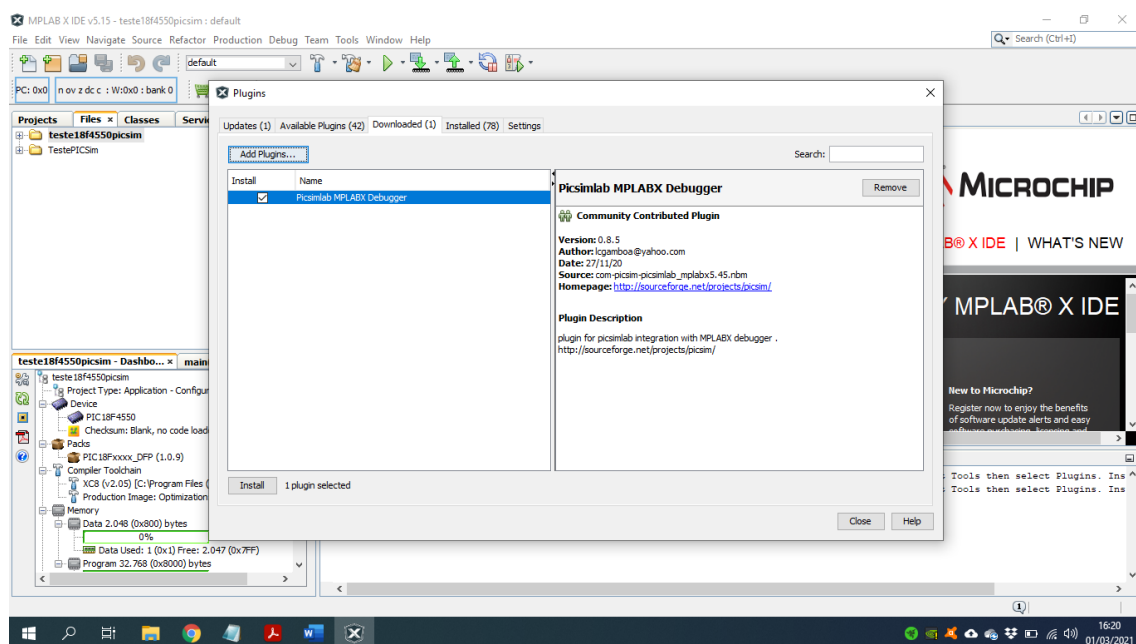 MPLAB X IDE v5.15 - teste18f4550picsim : default
File Edit View Navigate Source Refactor Production Debug Team Tools Window Help
Search (Ctrl+I)
default
PC: 0x0 n ov z dc c : W:0x0 : bank 0
Plugins
Projects Files Classes
Updates (1) Available Plugins (42) Downloaded (1) Installed (78) Settings
teste18f4550picsim
TestePICSim
Add Plugins...
Search:
Install Name
Picsimlab MPLABX Debugger
Picsimlab MPLABX Debugger
Remove
Community Contributed Plugin
Version: 0.8.5
Author: lcgamboa@yahoo.com
Date: 27/11/20
Source: com-picsim-picsimlab_mplabx5.45.nbm
Homepage: http://sourceforge.net/projects/picsim/
Plugin Description
plugin for picsimlab integration with MPLABX debugger .
http://sourceforge.net/projects/picsim/
MICROCHIP
B® X IDE | WHAT'S NEW
MPLAB® X IDE
New to Microchip?
Register now to enjoy the benefits
of software update alerts and easy
teste18f4550picsim - Dashbo... main
teste18f4550picsim
Project Type: Application - Configur
Device
PIC18F4550
Checksum: Blank, no code load
Packs
PIC18Fxxxx_DFP (1.0.9)
Compiler Toolchain
XC8 (v2.05) [C:\Program Files (
Production Image: Optimization
Memory
Data 2.048 (0x800) bytes
0%
Data Used: 1 (0x1) Free: 2.047 (0x7FF)
Program 32.768 (0x8000) bytes
Install 1 plugin selected
Close Help
Tools then select Plugins. Ins
Tools then select Plugins. Ins
16:20
01/03/2021